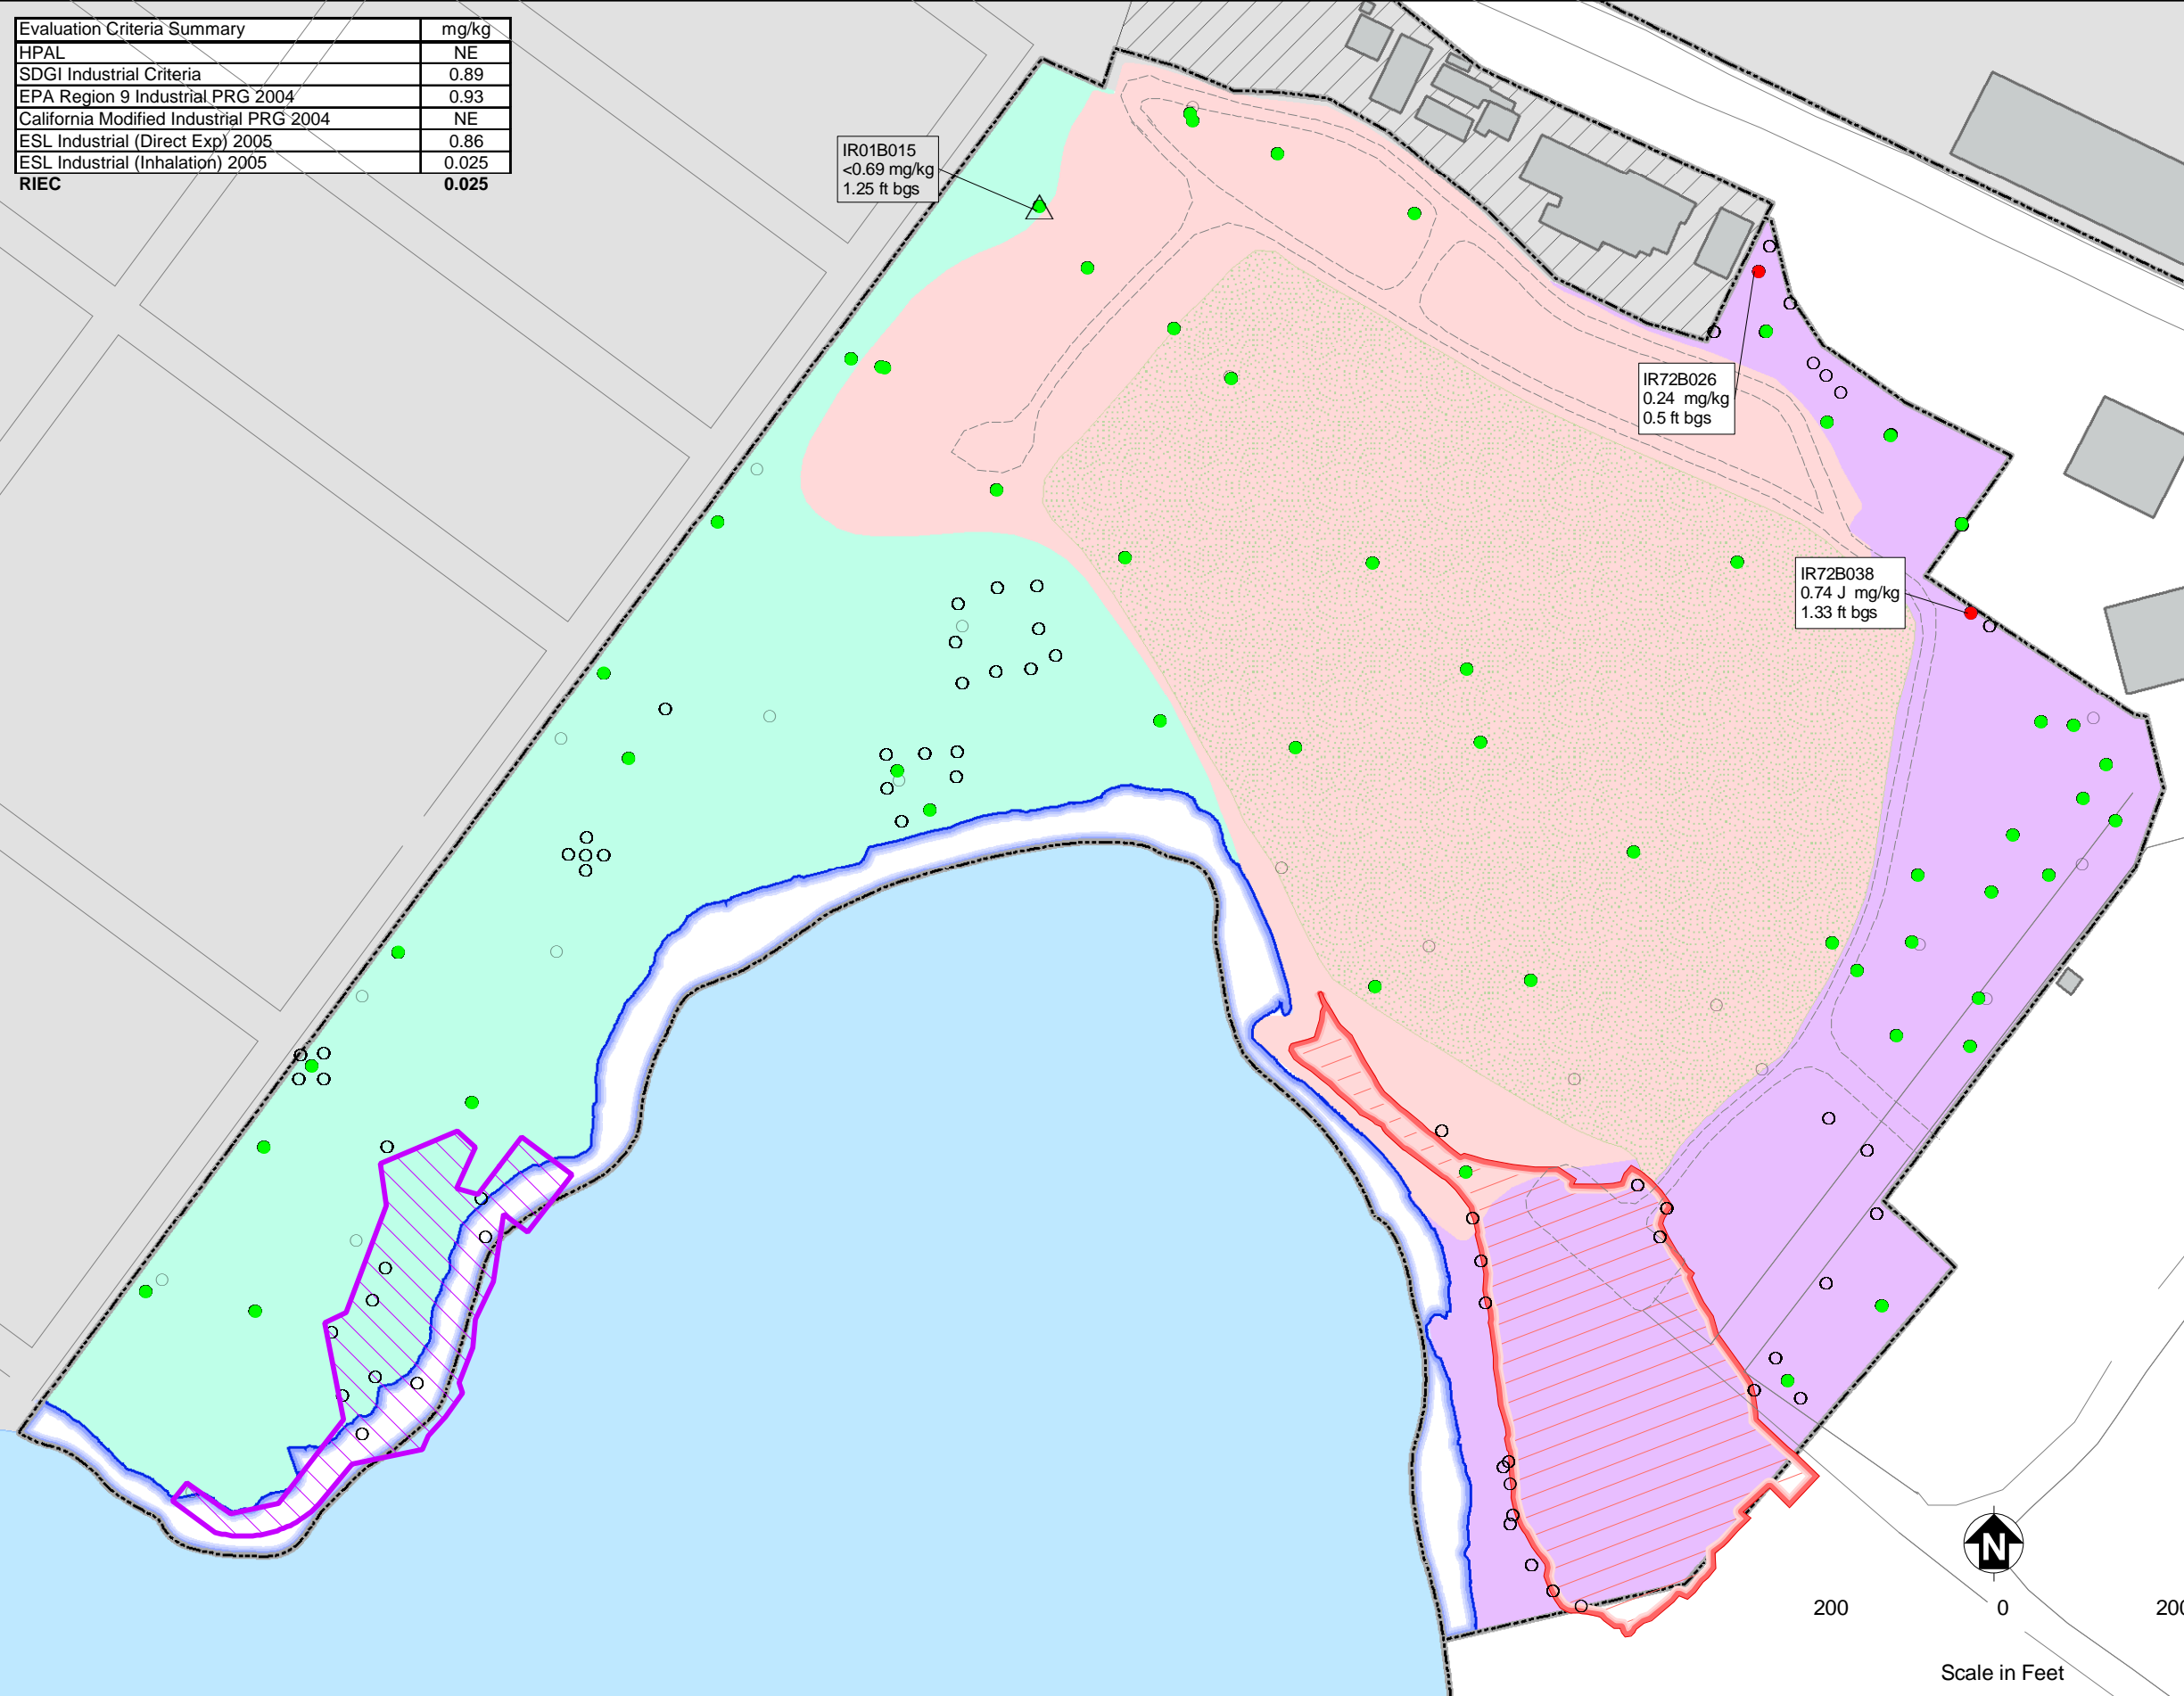 Evaluation Criteria Summary mg/kg
HPAL NE
SDGI Industrial Criteria 0.89
EPA Region 9 Industrial PRG 2004 0.93
California Modified Industrial PRG 2004 NE
ESL Industrial (Direct Exp) 2005 0.86
ESL Industrial (Inhalation) 2005 0.025
RIEC 0.025
IR01B015
<0.69 mg/kg
1.25 ft bgs
IR72B026
0.24 mg/kg
0.5 ft bgs
IR72B038
0.74 J mg/kg
1.33 ft bgs
N
200 0 200
Scale in Feet